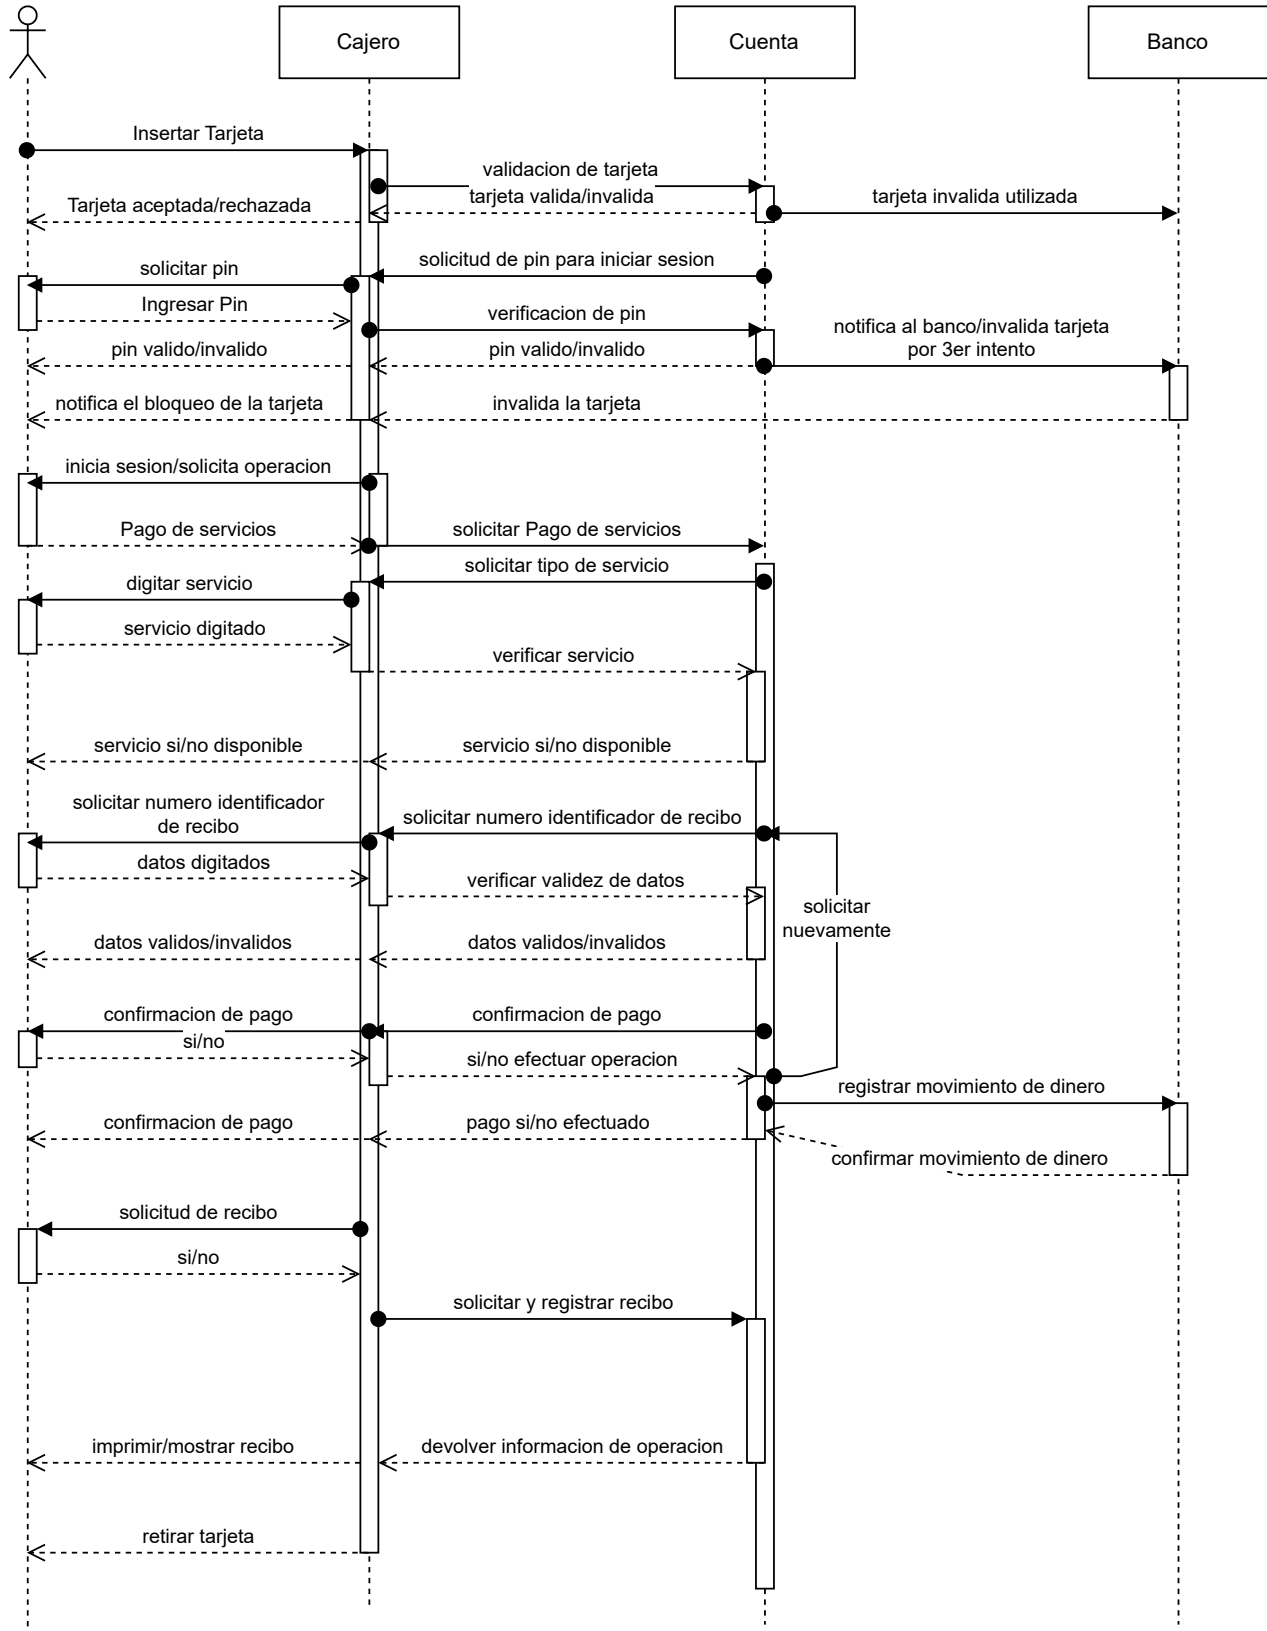 Cajero
Cuenta
Banco
Insertar Tarjeta
validacion de tarjeta
tarjeta valida/invalida
tarjeta invalida utilizada
Tarjeta aceptada/rechazada
solicitud de pin para iniciar sesion
solicitar pin
Ingresar Pin
verificacion de pin
notifica al banco/invalida tarjeta
por 3er intento
pin valido/invalido
pin valido/invalido
notifica el bloqueo de la tarjeta
invalida la tarjeta
inicia sesion/solicita operacion
Pago de servicios
solicitar Pago de servicios
solicitar tipo de servicio
digitar servicio
servicio digitado
verificar servicio
servicio si/no disponible
servicio si/no disponible
solicitar numero identificador
de recibo
solicitar numero identificador de recibo
datos digitados
verificar validez de datos
solicitar
nuevamente
datos validos/invalidos
datos validos/invalidos
confirmacion de pago
confirmacion de pago
si/no
si/no efectuar operacion
registrar movimiento de dinero
confirmacion de pago
pago si/no efectuado
confirmar movimiento de dinero
solicitud de recibo
si/no
solicitar y registrar recibo
imprimir/mostrar recibo
devolver informacion de operacion
retirar tarjeta